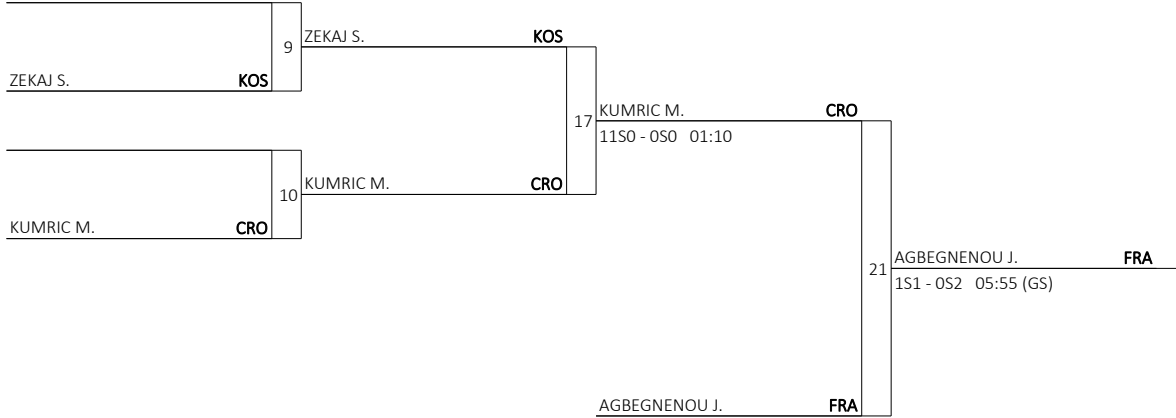 ZEKAJ S. KOS
9
ZEKAJ S. KOS
KUMRIC M. CRO
17
11S0 - 0S0 01:10
10
KUMRIC M. CRO
KUMRIC M. CRO
AGBEGNENOU J. FRA
21
1S1 - 0S2 05:55 (GS)
AGBEGNENOU J. FRA